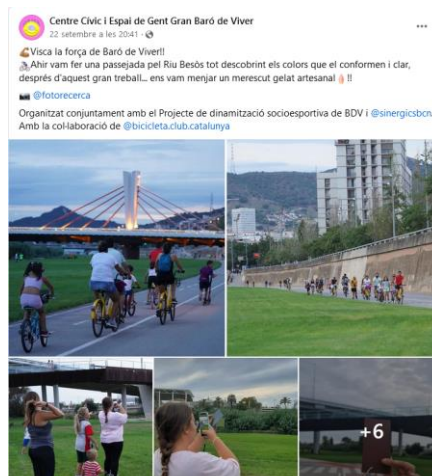 Centre Cívic i Espai de Gent Gran Baró de Viver
22 setembre a les 20:41 ·
💪Visca la força de Baró de Viver!!
🚲Ahir vam fer una passejada pel Riu Besòs tot descobrint els colors que el conformen i clar,
després d'aquest gran treball... ens vam menjar un merescut gelat artesanal🍦!!
📷 @fotorecerca
Organitzat conjuntament amb el Projecte de dinamització socioesportiva de BDV i @sinergicsbcn
Amb la col·laboració de @bicicleta.club.catalunya
+6